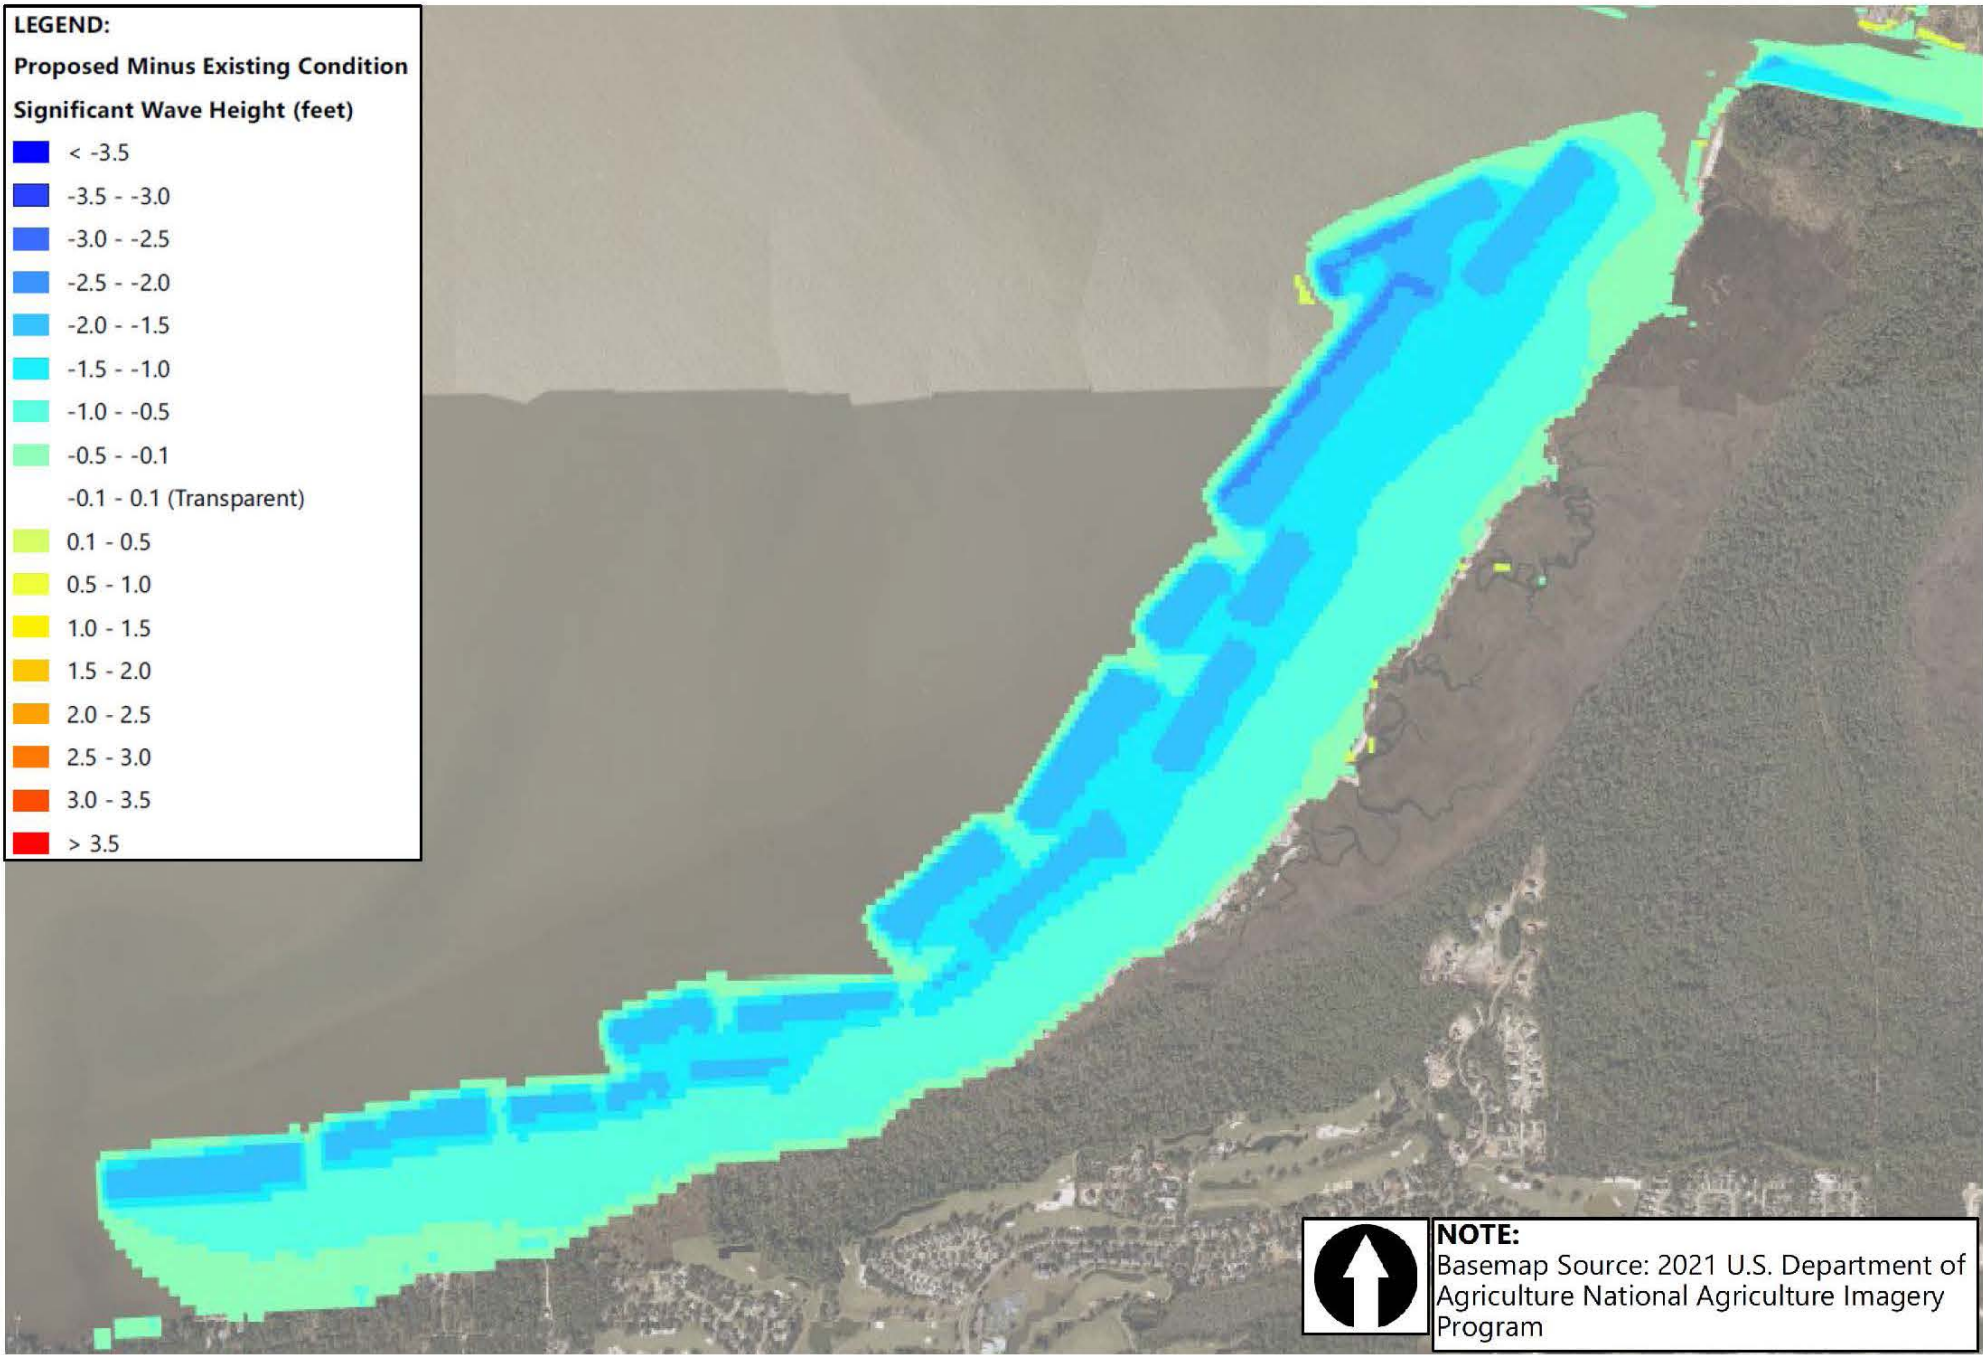 LEGEND:
Proposed Minus Existing Condition
Significant Wave Height (feet)
< -3.5
-3.5 - -3.0
-3.0 - -2.5
-2.5 - -2.0
-2.0 - -1.5
-1.5 - -1.0
-1.0 - -0.5
-0.5 - -0.1
-0.1 - 0.1 (Transparent)
0.1 - 0.5
0.5 - 1.0
1.0 - 1.5
1.5 - 2.0
2.0 - 2.5
2.5 - 3.0
3.0 - 3.5
> 3.5
NOTE:
Basemap Source: 2021 U.S. Department of
Agriculture National Agriculture Imagery
Program